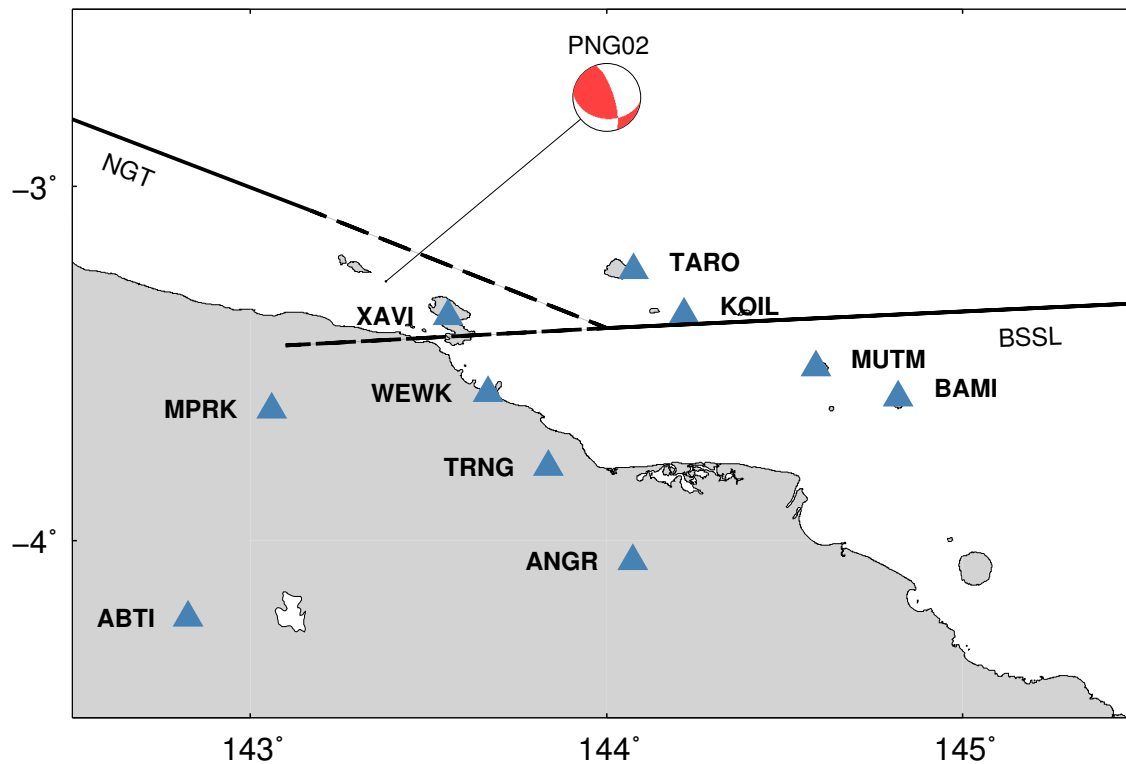 PNG02
NGT
−3˚
TARO
XAVI
KOIL
BSSL
MUTM
WEWK
BAMI
MPRK
TRNG
−4˚
ANGR
ABTI
143˚
144˚
145˚